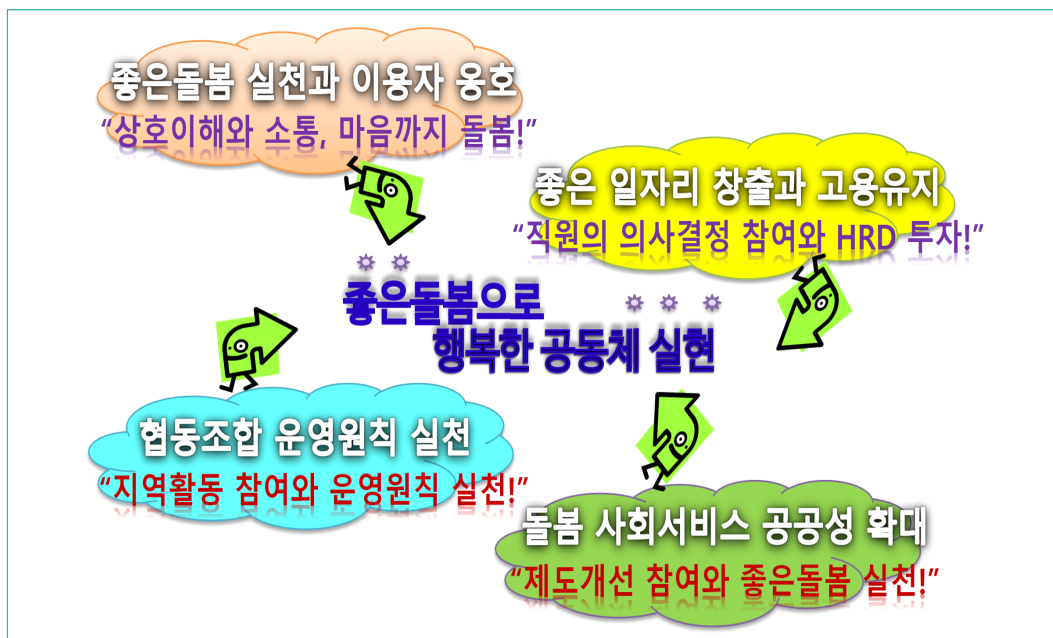 좋은돌봄 실천과 이용자 옹호
“상호이해와 소통, 마음까지 돌봄!”
좋은 일자리 창출과 고용유지
“직원의 의사결정 참여와 HRD 투자!”
좋은돌봄으로
행복한 공동체 실현
협동조합 운영원칙 실천
“지역활동 참여와 운영원칙 실천!”
돌봄 사회서비스 공공성 확대
“제도개선 참여와 좋은돌봄 실천!”